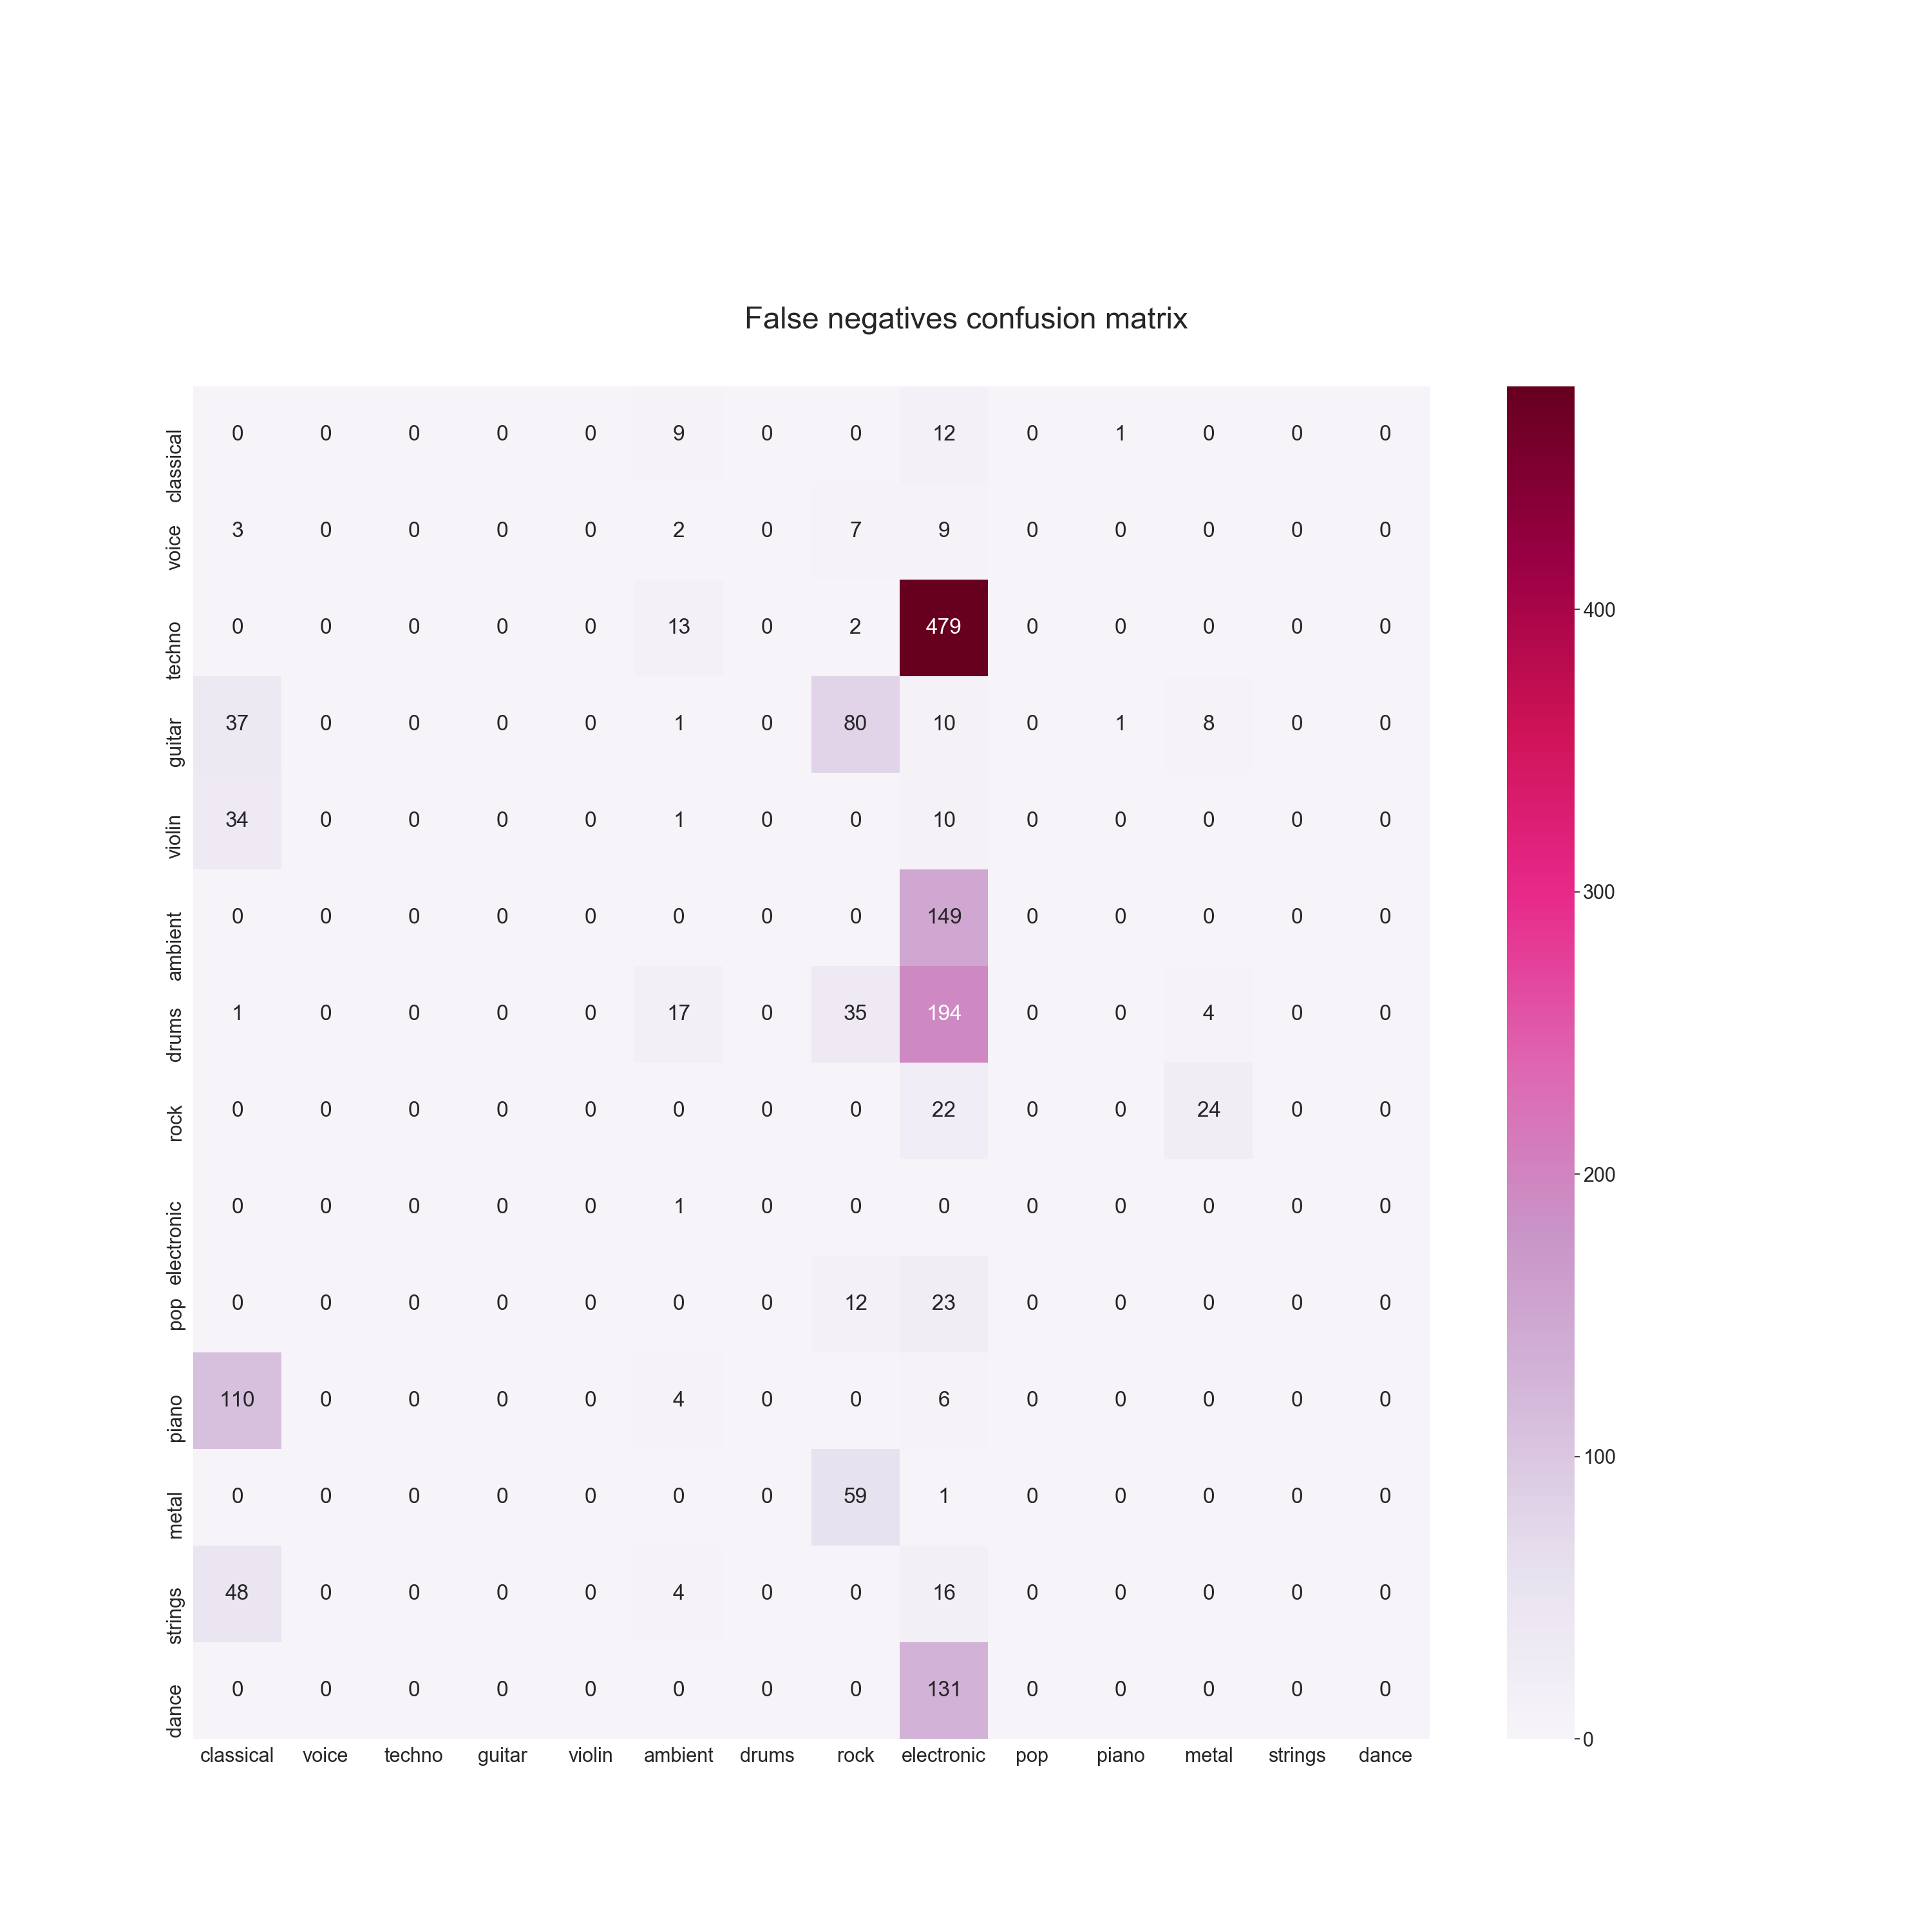 False negatives confusion matrix
classical 0 0 0 0 0 9 0 0 12 0 1 0 0 0
voice 3 0 0 0 0 2 0 7 9 0 0 0 0 0
techno 0 0 0 0 0 13 0 2 479 0 0 0 0 0
guitar 37 0 0 0 0 1 0 80 10 0 1 8 0 0
violin 34 0 0 0 0 1 0 0 10 0 0 0 0 0
ambient 0 0 0 0 0 0 0 0 149 0 0 0 0 0
drums 1 0 0 0 0 17 0 35 194 0 0 4 0 0
rock 0 0 0 0 0 0 0 0 22 0 0 24 0 0
electronic 0 0 0 0 0 1 0 0 0 0 0 0 0 0
pop 0 0 0 0 0 0 0 12 23 0 0 0 0 0
piano 110 0 0 0 0 4 0 0 6 0 0 0 0 0
metal 0 0 0 0 0 0 0 59 1 0 0 0 0 0
strings 48 0 0 0 0 4 0 0 16 0 0 0 0 0
dance 0 0 0 0 0 0 0 0 131 0 0 0 0 0
classical voice techno guitar violin ambient drums rock electronic pop piano metal strings dance
400
300
200
100
0